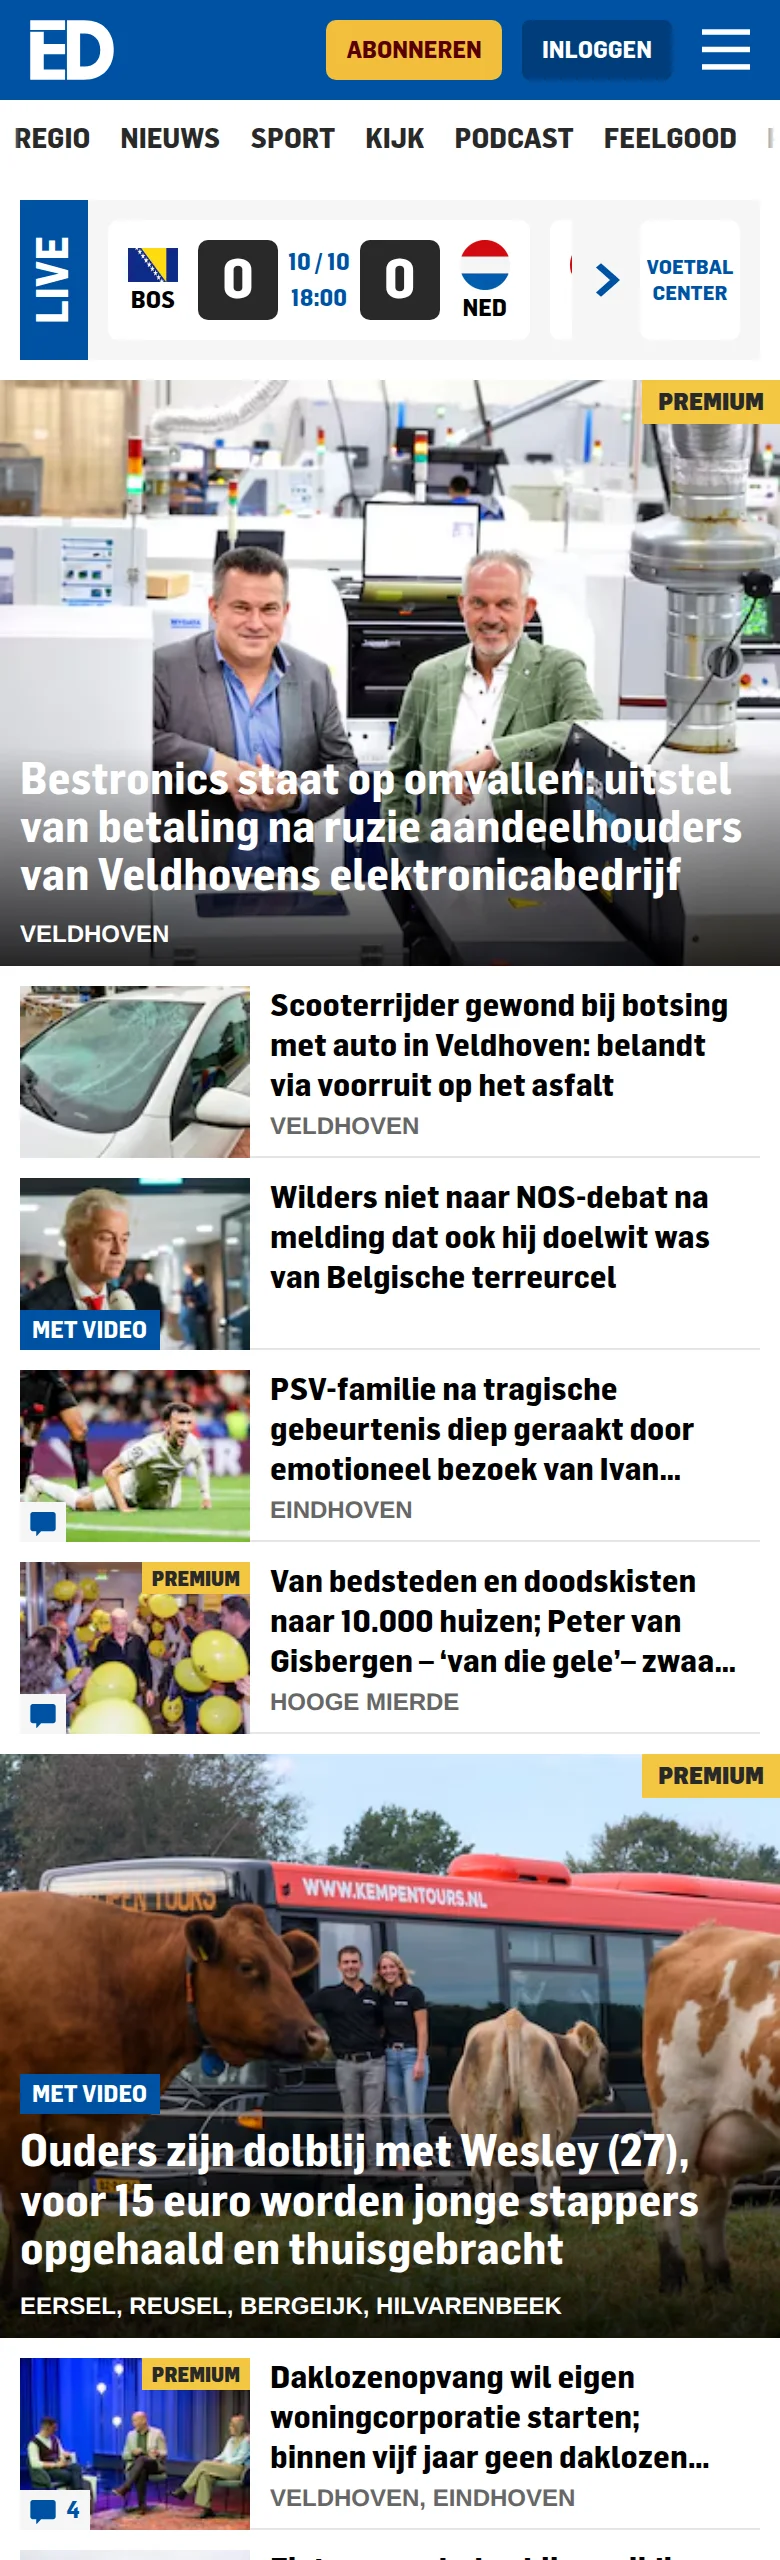 ED
ABONNEREN
INLOGGEN
REGIO NIEUWS SPORT KIJK PODCAST FEELGOOD
LIVE
BOS
0
10 / 10
18:00
0
NED
VOETBAL
CENTER
PREMIUM
MYDATA
Bestronics staat op omvallen: uitstel
van betaling na ruzie aandeelhouders
van Veldhovens elektronicabedrijf
VELDHOVEN
Scooterrijder gewond bij botsing
met auto in Veldhoven: belandt
via voorruit op het asfalt
VELDHOVEN
MET VIDEO
Wilders niet naar NOS-debat na
melding dat ook hij doelwit was
van Belgische terreurcel
PSV-familie na tragische
gebeurtenis diep geraakt door
emotioneel bezoek van Ivan...
EINDHOVEN
PREMIUM
Van bedsteden en doodskisten
naar 10.000 huizen; Peter van
Gisbergen – ‘van die gele’– zwaa...
HOOGE MIERDE
PREMIUM
WWW.KEMPENTOURS.NL
PEN TOURS
MET VIDEO
Ouders zijn dolblij met Wesley (27),
voor 15 euro worden jonge stappers
opgehaald en thuisgebracht
EERSEL, REUSEL, BERGEIJK, HILVARENBEEK
PREMIUM
4
Daklozenopvang wil eigen
woningcorporatie starten;
binnen vijf jaar geen daklozen...
VELDHOVEN, EINDHOVEN